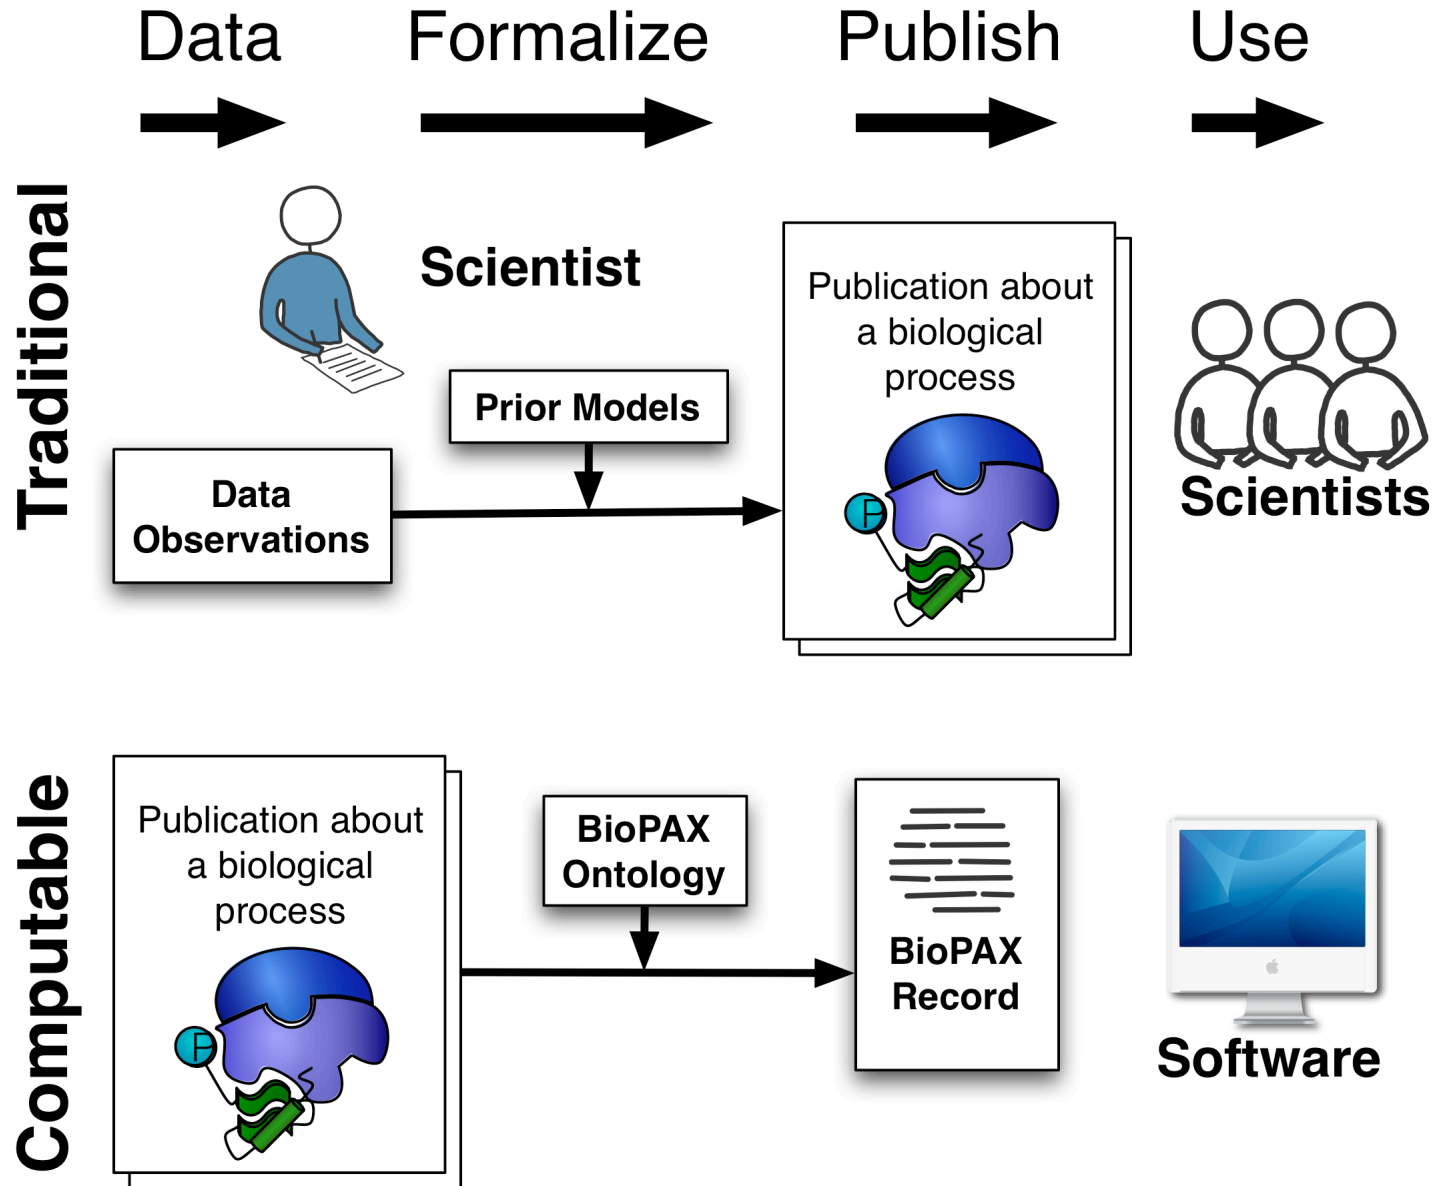 Data
Formalize
Publish
Use
Traditional
Scientist
Prior Models
Data
Observations
Publication about
a biological
process
P
Scientists
Computable
Publication about
a biological
process
P
BioPAX
Ontology
BioPAX
Record
Software